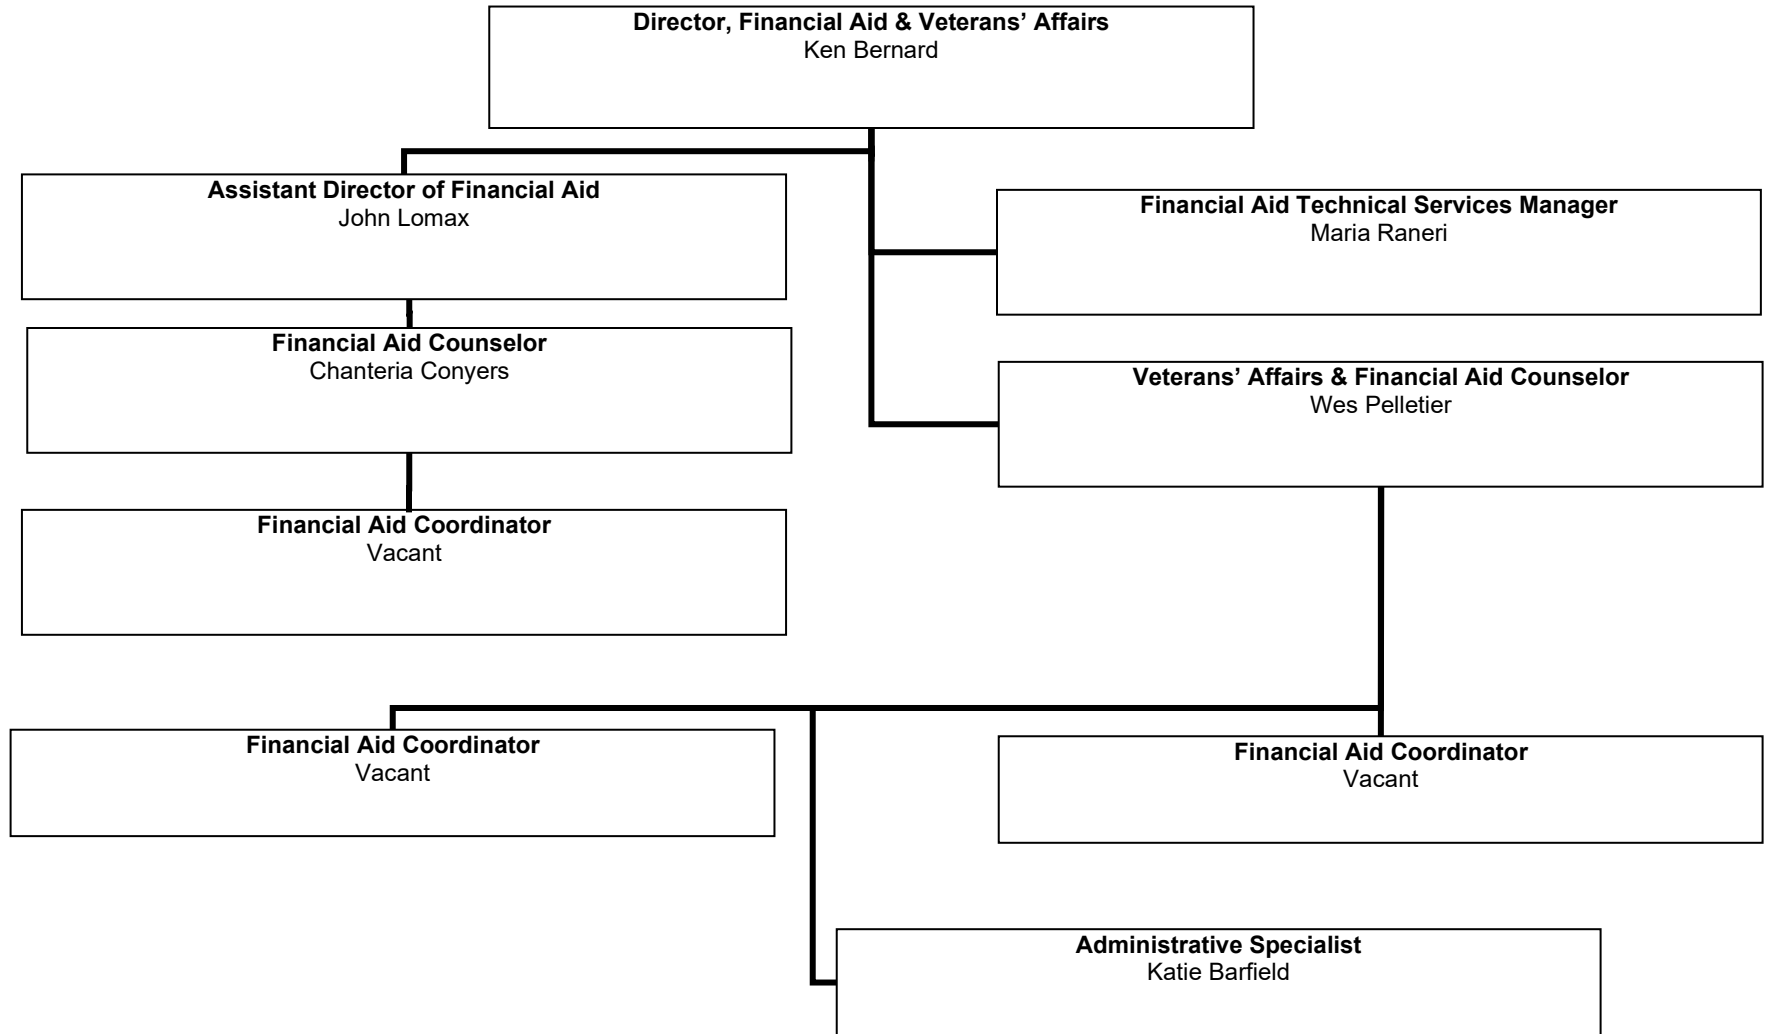 Director, Financial Aid & Veterans’ Affairs
Ken Bernard
Assistant Director of Financial Aid
John Lomax
Financial Aid Technical Services Manager
Maria Raneri
Financial Aid Counselor
Chanteria Conyers
Veterans’ Affairs & Financial Aid Counselor
Wes Pelletier
Financial Aid Coordinator
Vacant
Financial Aid Coordinator
Vacant
Financial Aid Coordinator
Vacant
Administrative Specialist
Katie Barfield